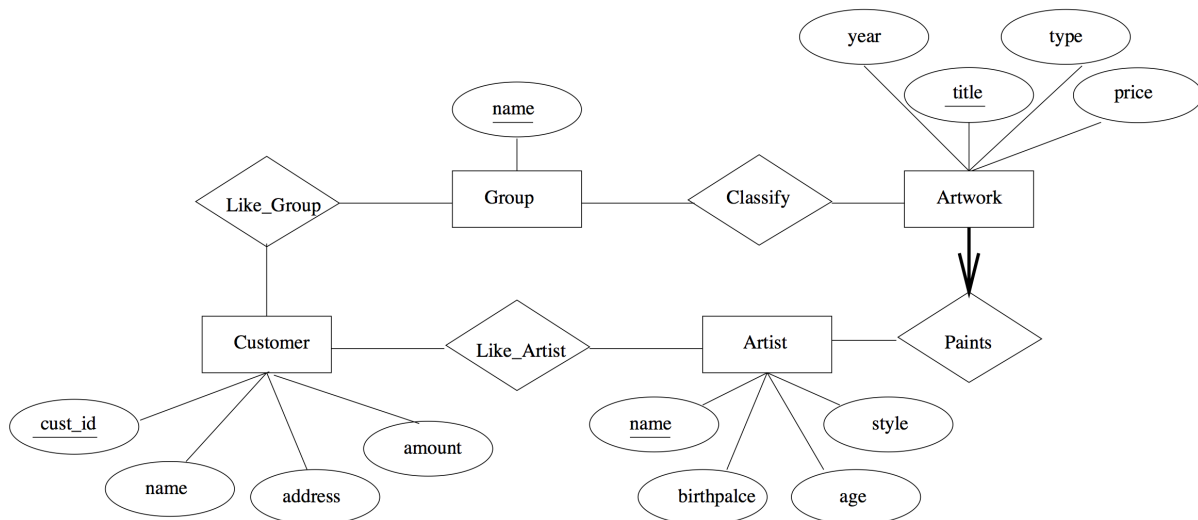 year
type
title
price
name
Like_Group
Group
Classify
Artwork
Customer
Like_Artist
Artist
Paints
cust_id
name
address
amount
name
birthpalce
age
style